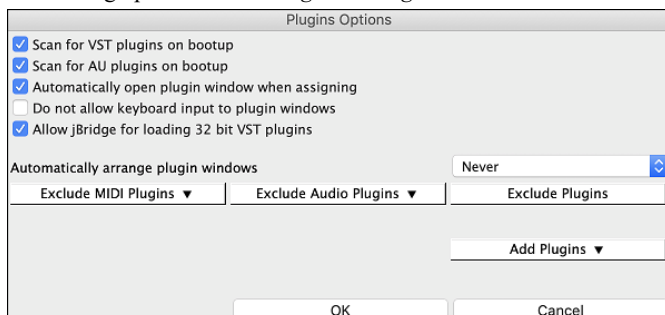 Plugins Options
Scan for VST plugins on bootup
Scan for AU plugins on bootup
Automatically open plugin window when assigning
Do not allow keyboard input to plugin windows
Allow jBridge for loading 32 bit VST plugins
Automatically arrange plugin windows Never
Exclude MIDI Plugins ▼ Exclude Audio Plugins ▼ Exclude Plugins
Add Plugins ▼
OK Cancel